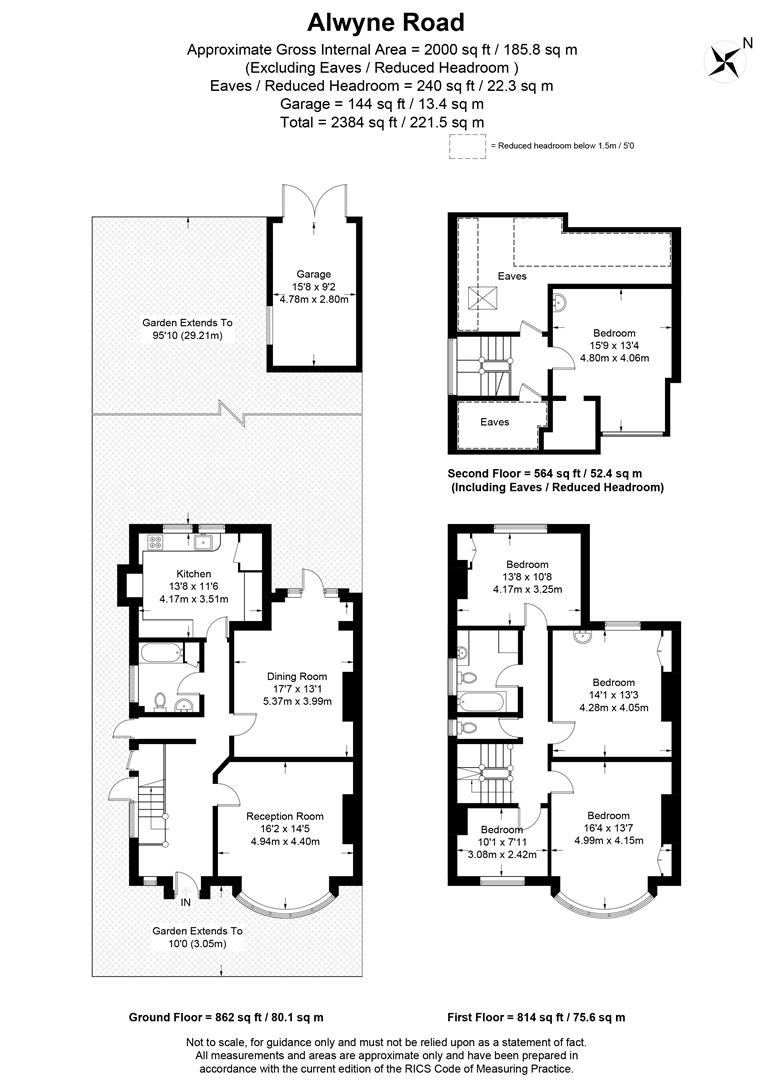 Alwyne Road
Approximate Gross Internal Area = 2000 sq ft / 185.8 sq m
(Excluding Eaves / Reduced Headroom )
Eaves / Reduced Headroom = 240 sq ft / 22.3 sq m
Garage = 144 sq ft / 13.4 sq m
Total = 2384 sq ft / 221.5 sq m
N
= Reduced headroom below 1.5m / 5'0
Garage
15'8 x 9'2
4.78m x 2.80m
Garden Extends To
95'10 (29.21m)
Eaves
Bedroom
15'9 x 13'4
4.80m x 4.06m
Eaves
Second Floor = 564 sq ft / 52.4 sq m
(Including Eaves / Reduced Headroom)
Kitchen
13'8 x 11'6
4.17m x 3.51m
Dining Room
17'7 x 13'1
5.37m x 3.99m
Reception Room
16'2 x 14'5
4.94m x 4.40m
IN
Garden Extends To
10'0 (3.05m)
Bedroom
13'8 x 10'8
4.17m x 3.25m
Bedroom
14'1 x 13'3
4.28m x 4.05m
Bedroom
16'4 x 13'7
4.99m x 4.15m
Bedroom
10'1 x 7'11
3.08m x 2.42m
Ground Floor = 862 sq ft / 80.1 sq m
First Floor = 814 sq ft / 75.6 sq m
Not to scale, for guidance only and must not be relied upon as a statement of fact.
All measurements and areas are approximate only and have been prepared in
accordance with the current edition of the RICS Code of Measuring Practice.